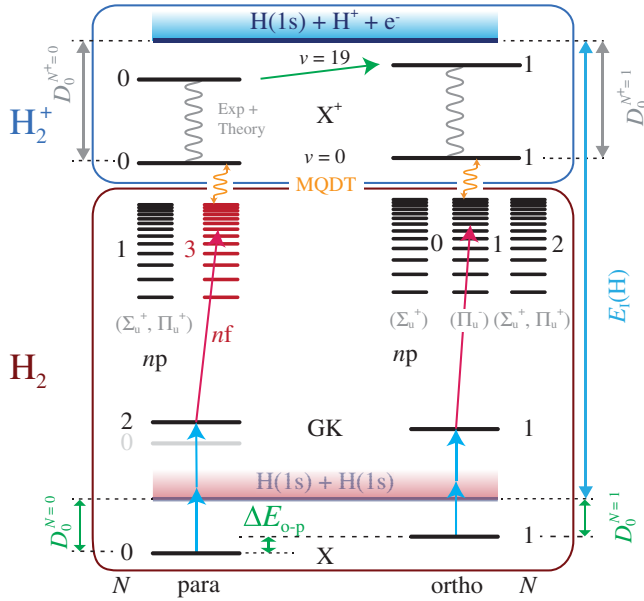 H(1s) + H⁺ + e⁻
D₀^{N⁺=0}
0
v = 19
1
D₀^{N⁺=1}
H₂⁺
Exp +
Theory
X⁺
0
v = 0
1
MQDT
E_I(H)
1
3
0
1
2
(Σ_u⁺, Π_u⁺)
nf
(Σ_u⁺)
(Π_u⁻)
(Σ_u⁺, Π_u⁺)
np
np
H₂
2
0
GK
1
H(1s) + H(1s)
D₀^{N=0}
ΔE_{o-p}
D₀^{N=1}
0
X
1
N
para
ortho
N